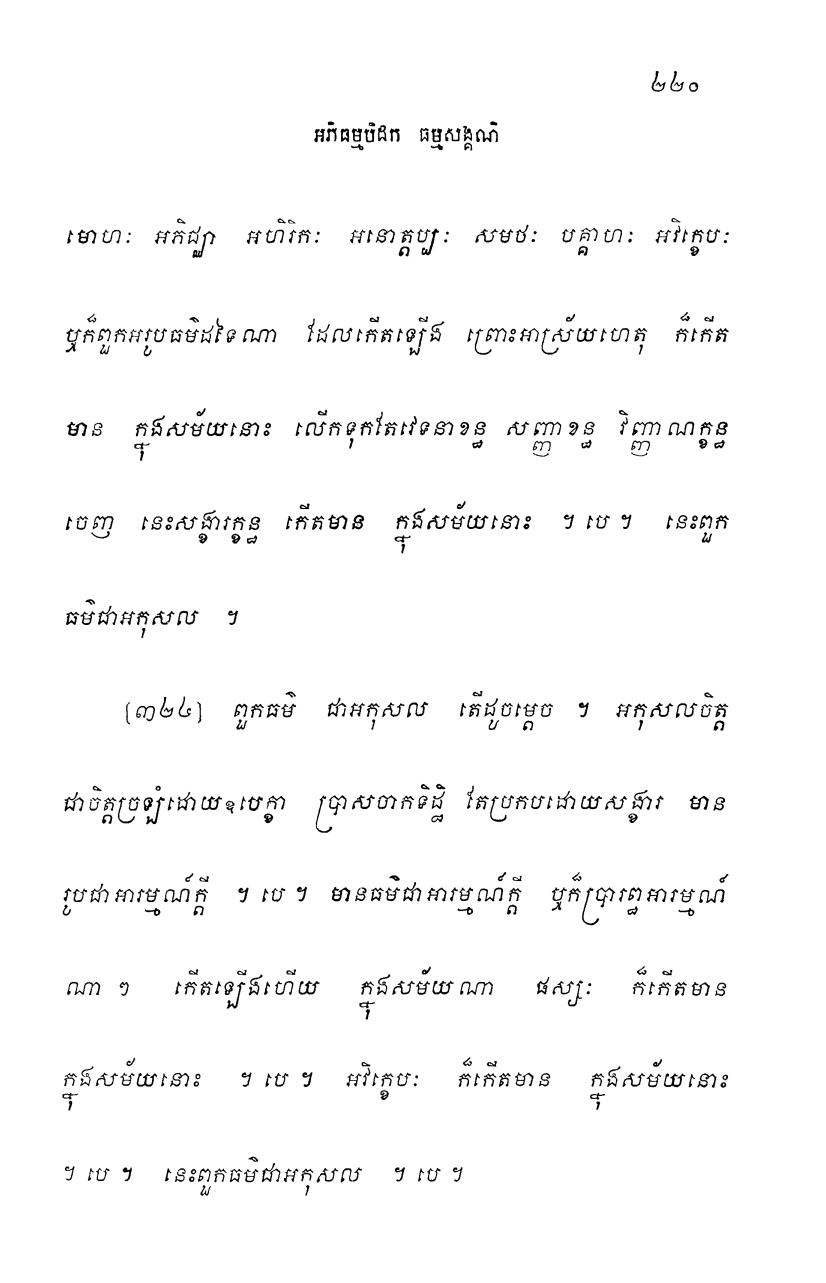 ២២០
អភិធម្មបិដក ធម្មសង្គណិ
មោហៈ អភិជ្ឈា អហិរិកៈ អនោត្តប្បៈ សមថៈ បគ្គាហៈ អវិក្ខេបៈ
ឬក៏ពួកអរូបធម៌ដទៃណា ដែលកើតឡើង ព្រោះអាស្រ័យហេតុ ក៏កើត
មាន ក្នុងសម័យនោះ លើកទុកតែវេទនាខន្ធ សញ្ញាខន្ធ វិញ្ញាណក្ខន្ធ
ចេញ នេះសង្ខារក្ខន្ធ កើតមាន ក្នុងសម័យនោះ ។ បេ ។ នេះពួក
ធម៌ជាអកុសល ។
[៣២៤] ពួកធម៌ ជាអកុសល តើដូចម្តេច ។ អកុសលចិត្ត
ជាចិត្តច្រឡំដោយឧបេក្ខា ប្រាសចាកទិដ្ឋិ តែប្រកបដោយសង្ខារ មាន
រូបជាអារម្មណ៍ក្តី ។ បេ ។ មានធម៌ជាអារម្មណ៍ក្តី ឬក៏ប្រារព្ធអារម្មណ៍
ណា ៗ កើតឡើងហើយ ក្នុងសម័យណា ផស្សៈ ក៏កើតមាន
ក្នុងសម័យនោះ ។ បេ ។ អវិក្ខេបៈ ក៏កើតមាន ក្នុងសម័យនោះ
។ បេ ។ នេះពួកធម៌ជាអកុសល ។ បេ ។